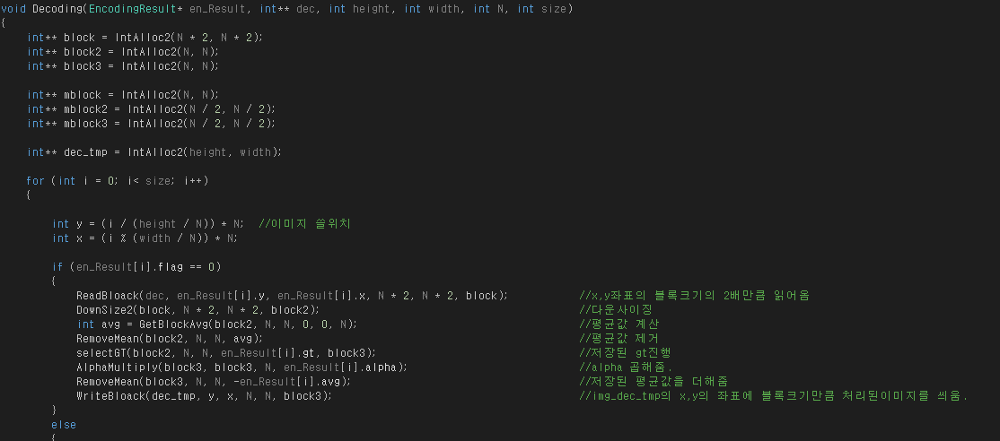 void Decoding(EncodingResult* en_Result, int** dec, int height, int width, int N, int size)
{
int** block = IntAlloc2(N * 2, N * 2);
int** block2 = IntAlloc2(N, N);
int** block3 = IntAlloc2(N, N);
int** mblock = IntAlloc2(N, N);
int** mblock2 = IntAlloc2(N / 2, N / 2);
int** mblock3 = IntAlloc2(N / 2, N / 2);
int** dec_tmp = IntAlloc2(height, width);
for (int i = 0; i< size; i++)
{
int y = (i / (height / N)) * N; //이미지 쓸위치
int x = (i % (width / N)) * N;
if (en_Result[i].flag == 0)
{
ReadBloack(dec, en_Result[i].y, en_Result[i].x, N * 2, N * 2, block); //x,y좌표의 블록크기의 2배만큼 읽어옴
DownSize2(block, N * 2, N * 2, block2); //다운사이징
int avg = GetBlockAvg(block2, N, N, 0, 0, N); //평균값 계산
RemoveMean(block2, N, N, avg); //평균값 제거
selectGT(block2, N, N, en_Result[i].gt, block3); //저장된 gt진행
AlphaMultiply(block3, block3, N, en_Result[i].alpha); //alpha 곱해줌.
RemoveMean(block3, N, N, -en_Result[i].avg); //저장된 평균값을 더해줌
WriteBloack(dec_tmp, y, x, N, N, block3); //img_dec_tmp의 x,y의 좌표에 블록크기만큼 처리된이미지를 씌움.
}
else
{